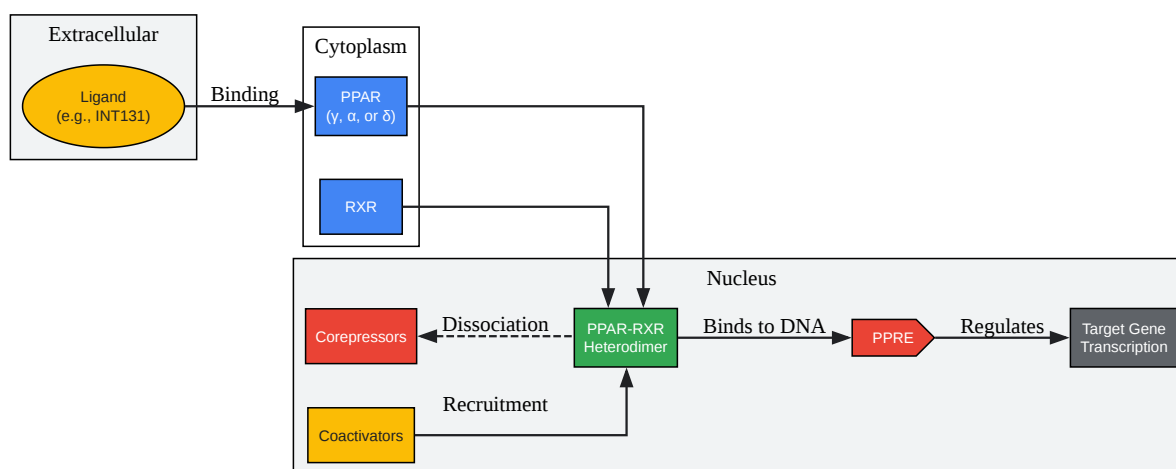 Extracellular
Ligand
(e.g., INT131)
Binding
Cytoplasm
PPAR
(γ, α, or δ)
RXR
Nucleus
Corepressors
Dissociation
PPAR-RXR
Heterodimer
Binds to DNA
PPRE
Regulates
Target Gene
Transcription
Recruitment
Coactivators